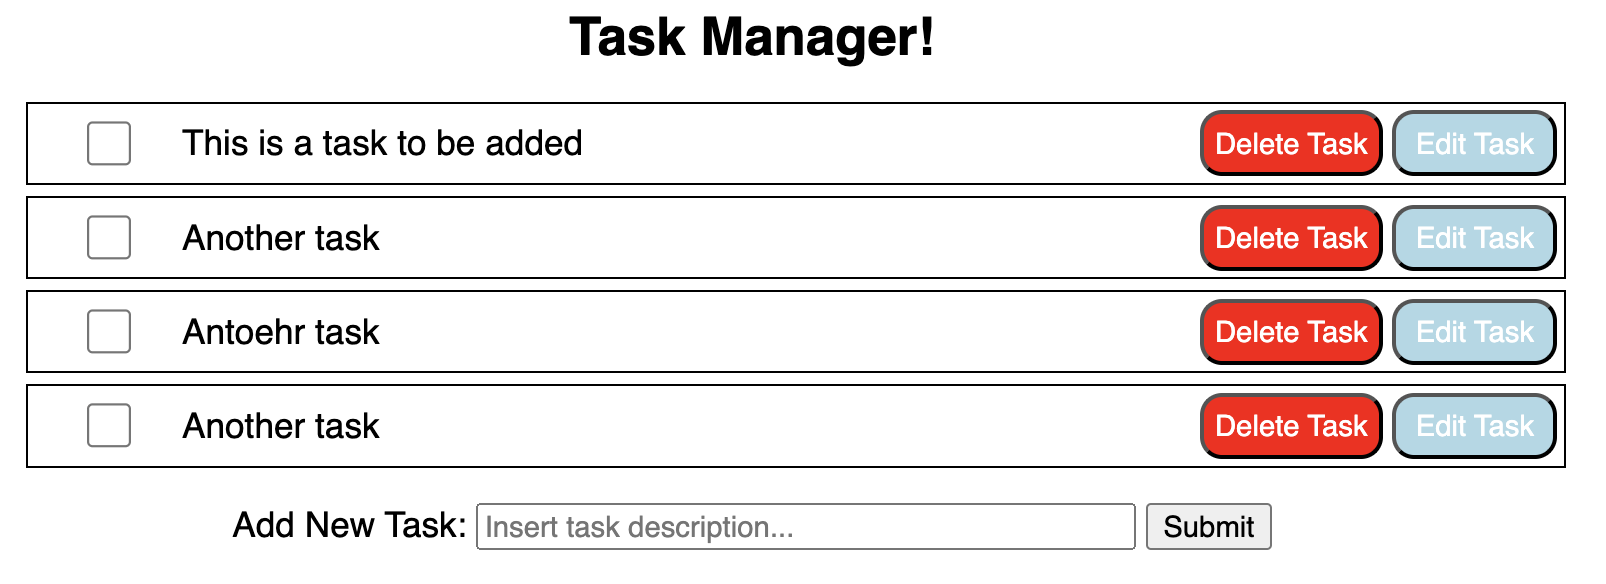 Task Manager!
This is a task to be added Delete Task Edit Task
Another task Delete Task Edit Task
Antoehr task Delete Task Edit Task
Another task Delete Task Edit Task
Add New Task: Insert task description... Submit